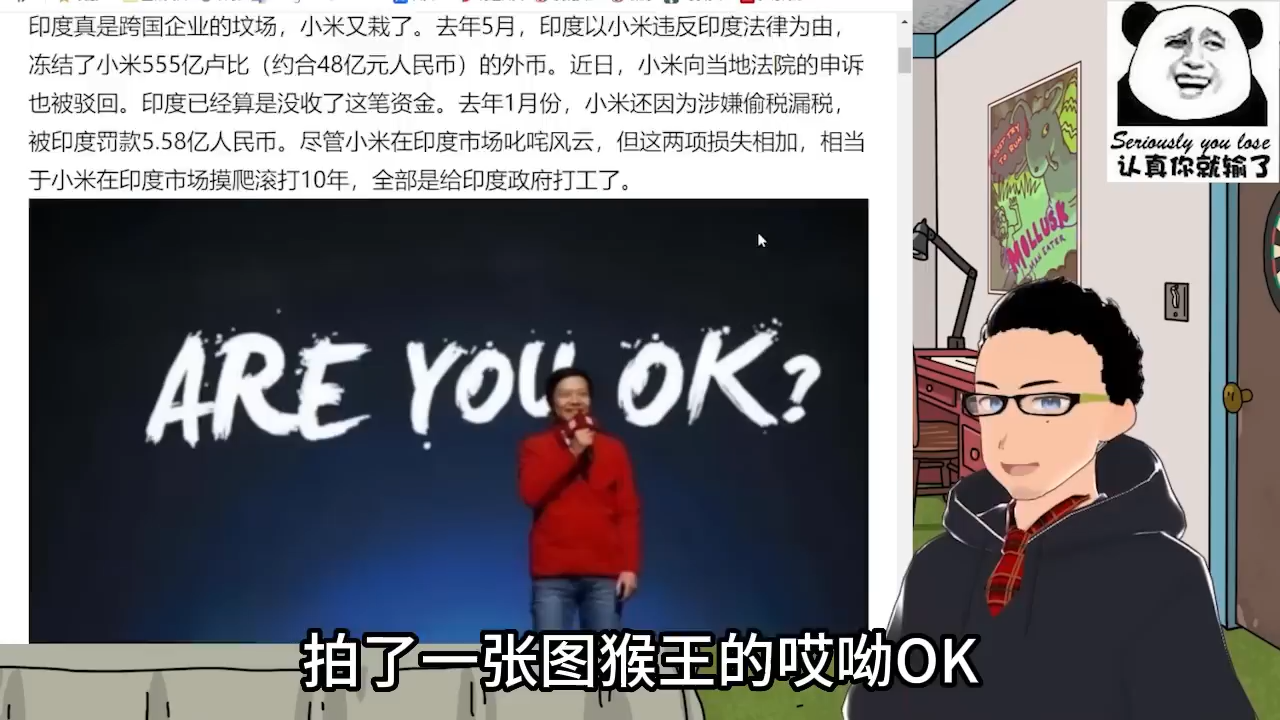 印度真是跨国企业的坟场，小米又栽了。去年5月，印度以小米违反印度法律为由，
冻结了小米555亿卢比（约合48亿元人民币）的外币。近日，小米向当地法院的申诉
也被驳回。印度已经算是没收了这笔资金。去年1月份，小米还因为涉嫌偷税漏税，
被印度罚款5.58亿人民币。尽管小米在印度市场叱咤风云，但这两项损失相加，相当
于小米在印度市场摸爬滚打10年，全部是给印度政府打工了。
Seriously you lose
认真你就输了
MOLLUSK
MAN EATER
ARE YOU OK?
拍了一张图猴王的哎呦OK